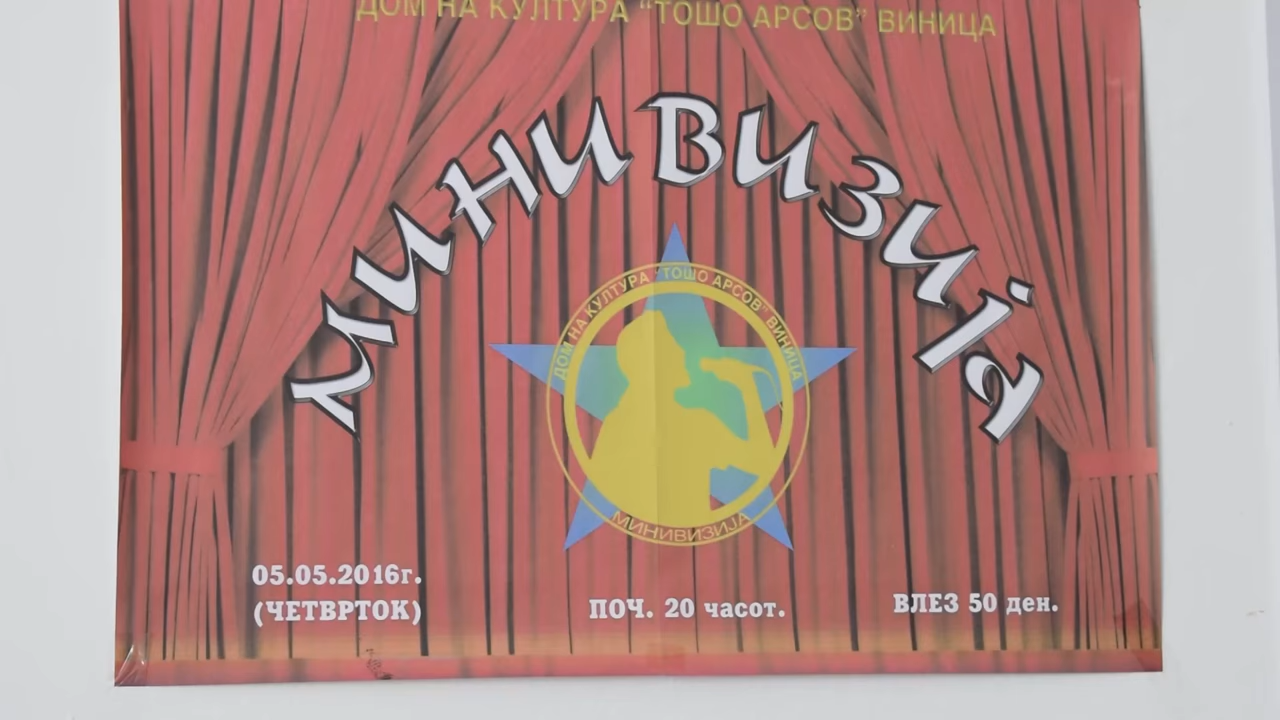 ДОМ НА КУЛТУРА "ТОШО АРСОВ" ВИНИЦА
МИНИВИЗИЈА
ДОМ НА КУЛТУРА "ТОШО АРСОВ" ВИНИЦА
МИНИВИЗИЈА
05.05.2016г.
(ЧЕТВРТОК)
ПОЧ. 20 часот.
ВЛЕЗ 50 ден.